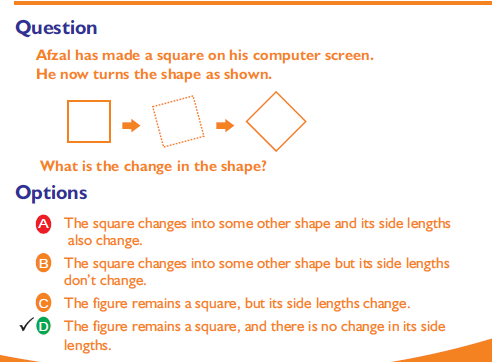 Question
Afzal has made a square on his computer screen.
He now turns the shape as shown.
What is the change in the shape?
Options
A The square changes into some other shape and its side lengths
also change.
B The square changes into some other shape but its side lengths
don't change.
C The figure remains a square, but its side lengths change.
✓ D The figure remains a square, and there is no change in its side
lengths.